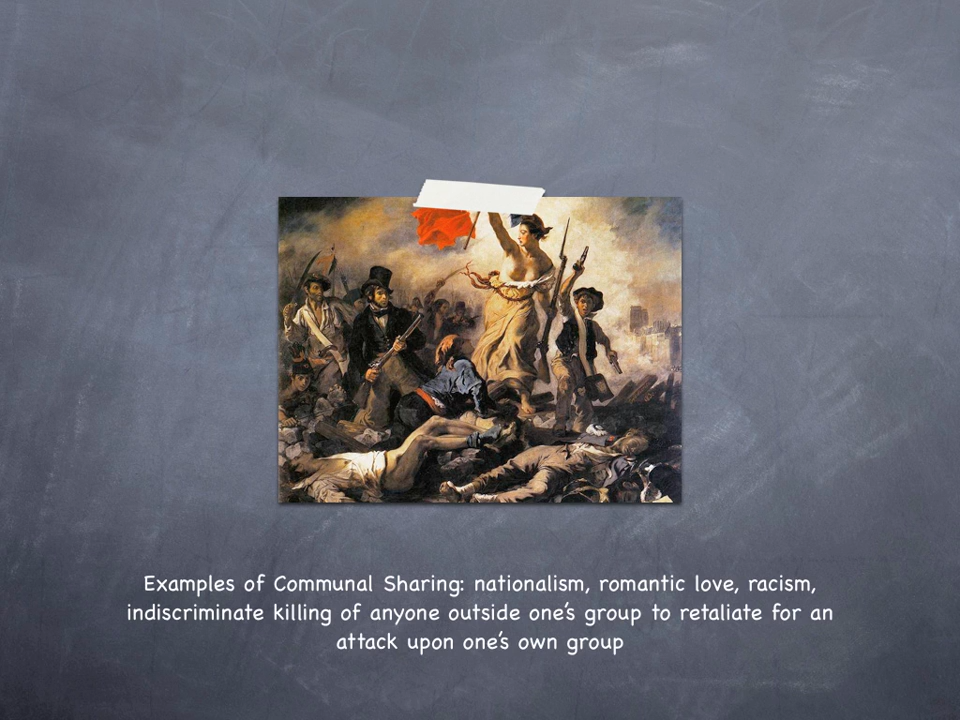 Examples of Communal Sharing: nationalism, romantic love, racism,
indiscriminate killing of anyone outside one's group to retaliate for an
attack upon one's own group